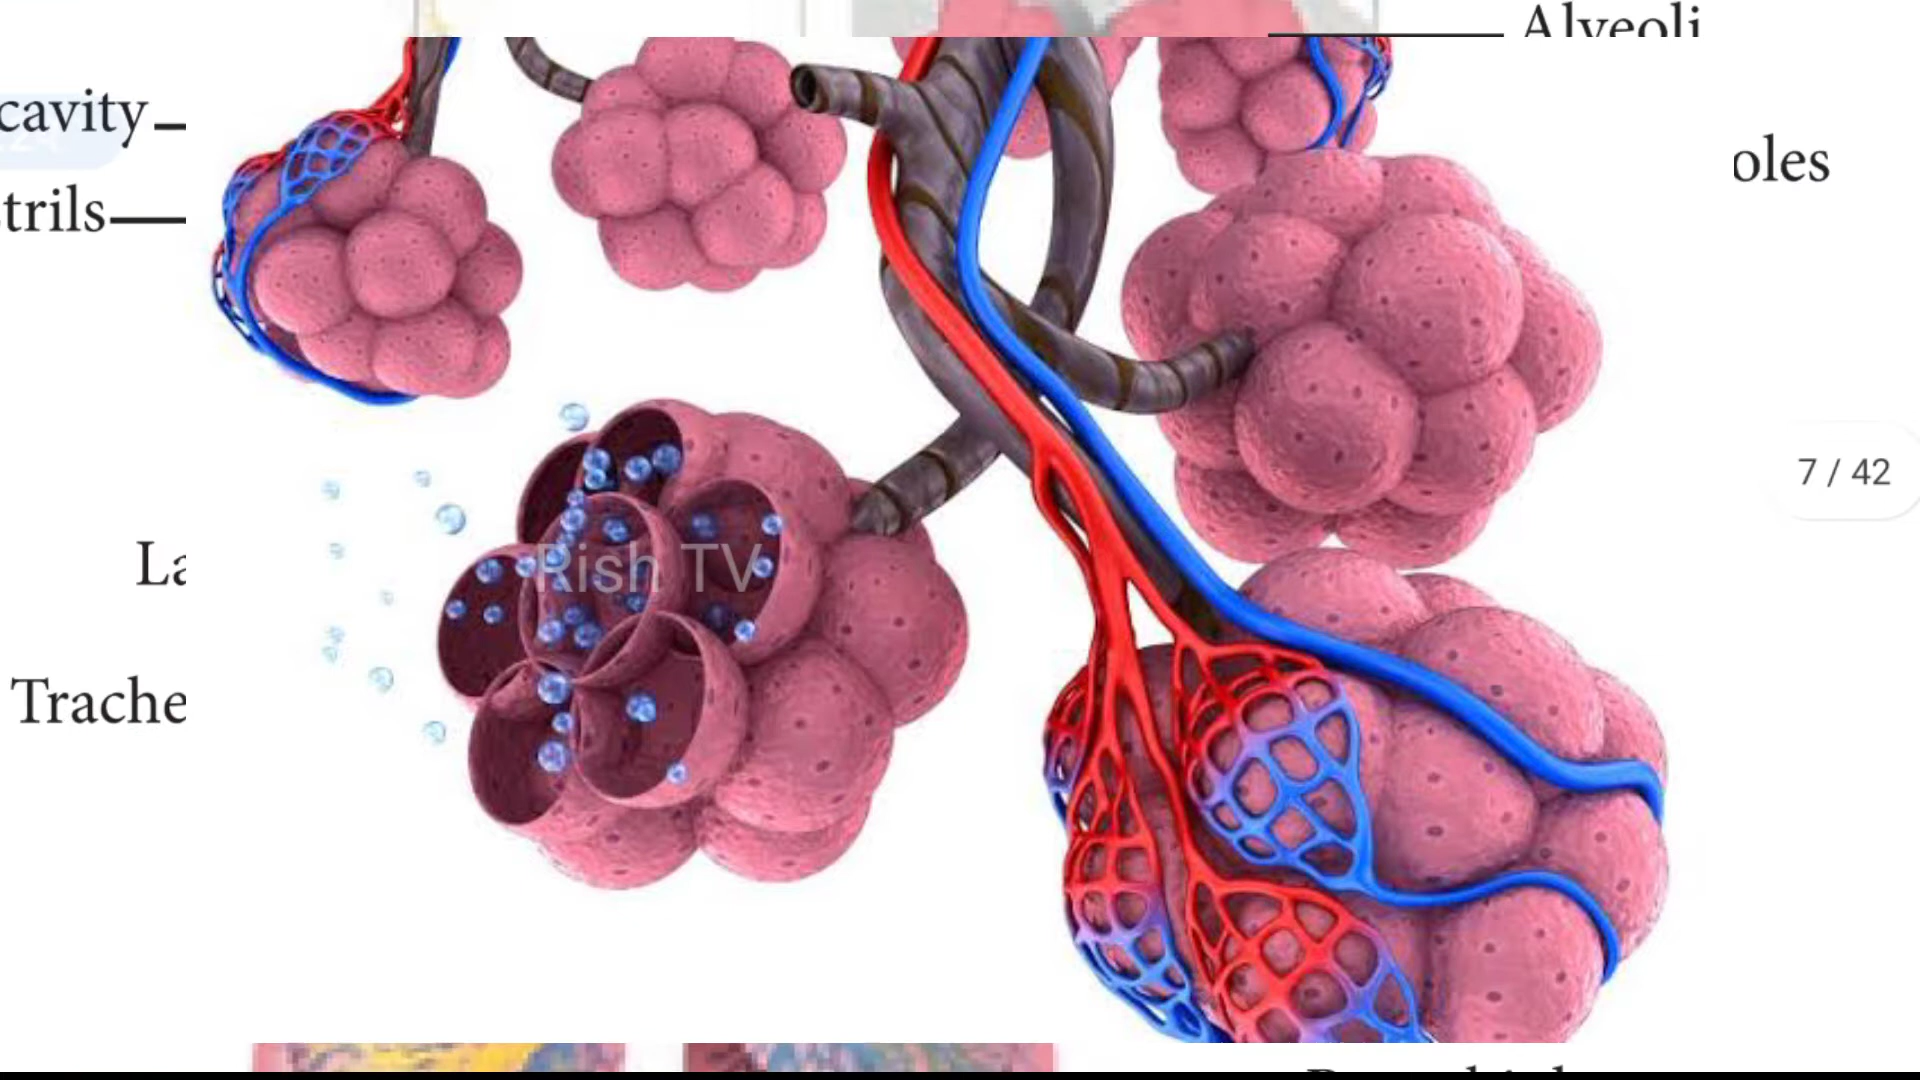 Alveoli
cavity
oles
trils
7 / 42
Rish TV
La
Trache